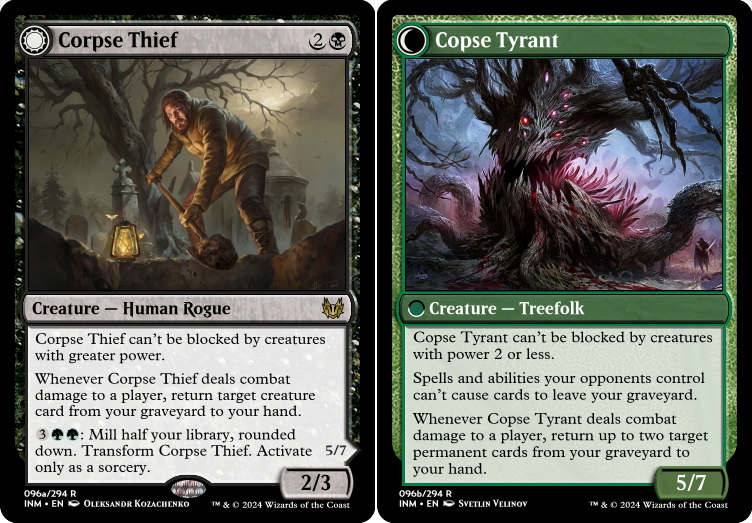 Corpse Thief
2
Creature — Human Rogue
Corpse Thief can't be blocked by creatures
with greater power.
Whenever Corpse Thief deals combat
damage to a player, return target creature
card from your graveyard to your hand.
3 : Mill half your library, rounded
down. Transform Corpse Thief. Activate
only as a sorcery.
5/7
2/3
096a/294 R
INM • EN Oleksandr Kozachenko
™ & © 2024 Wizards of the Coast
Copse Tyrant
Creature — Treefolk
Copse Tyrant can't be blocked by creatures
with power 2 or less.
Spells and abilities your opponents control
can't cause cards to leave your graveyard.
Whenever Copse Tyrant deals combat
damage to a player, return up to two target
permanent cards from your graveyard to
your hand.
5/7
096b/294 R
INM • EN Svetlin Velinov
™ & © 2024 Wizards of the Coast